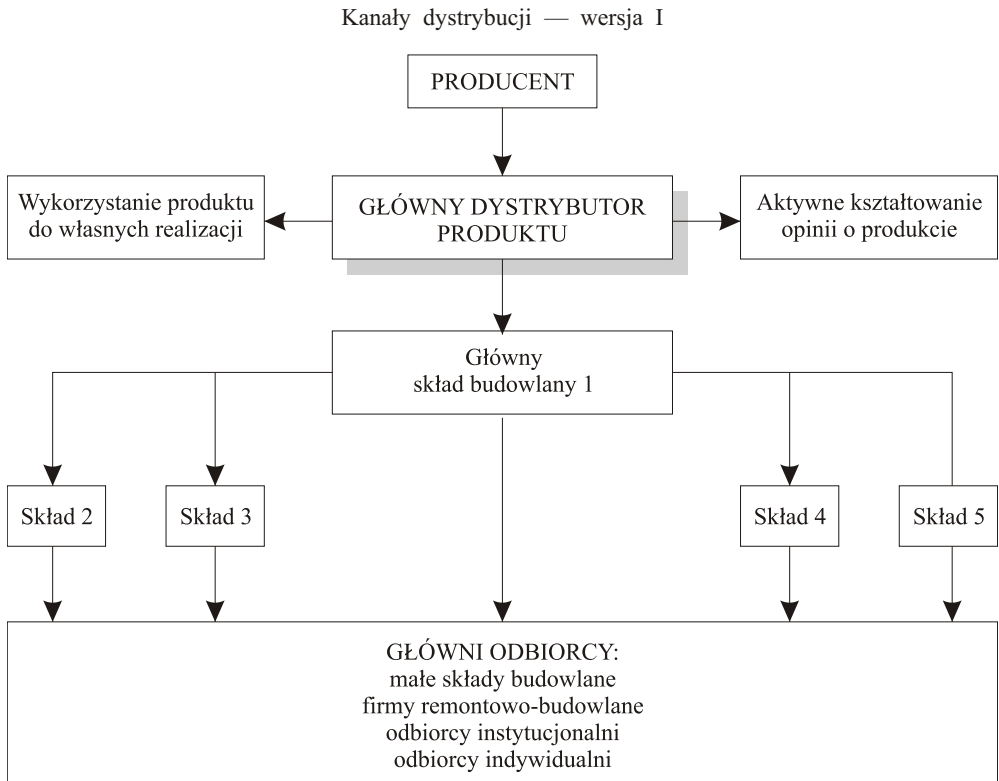 Kanały dystrybucji — wersja I
PRODUCENT
Wykorzystanie produktu
do własnych realizacji
GŁÓWNY DYSTRYBUTOR
PRODUKTU
Aktywne kształtowanie
opinii o produkcie
Główny
skład budowlany 1
Skład 2
Skład 3
Skład 4
Skład 5
GŁÓWNI ODBIORCY:
małe składy budowlane
firmy remontowo-budowlane
odbiorcy instytucjonalni
odbiorcy indywidualni